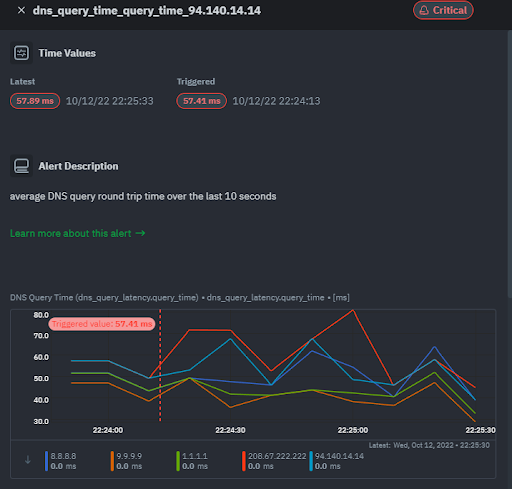 × dns_query_time_query_time_94.140.14.14 Critical
Time Values
Latest Triggered
57.89 ms 10/12/22 22:25:33 57.41 ms 10/12/22 22:24:13
Alert Description
average DNS query round trip time over the last 10 seconds
Learn more about this alert →
DNS Query Time (dns_query_latency.query_time) • dns_query_latency.query_time • [ms]
80.0
Triggered value: 57.41 ms
70.0
60.0
50.0
40.0
30.0
22:24:00 22:24:30 22:25:00 22:25:30
Latest: Wed, Oct 12, 2022 • 22:25:30
8.8.8.8 9.9.9.9 1.1.1.1 208.67.222.222 94.140.14.14
0.0 ms 0.0 ms 0.0 ms 0.0 ms 0.0 ms